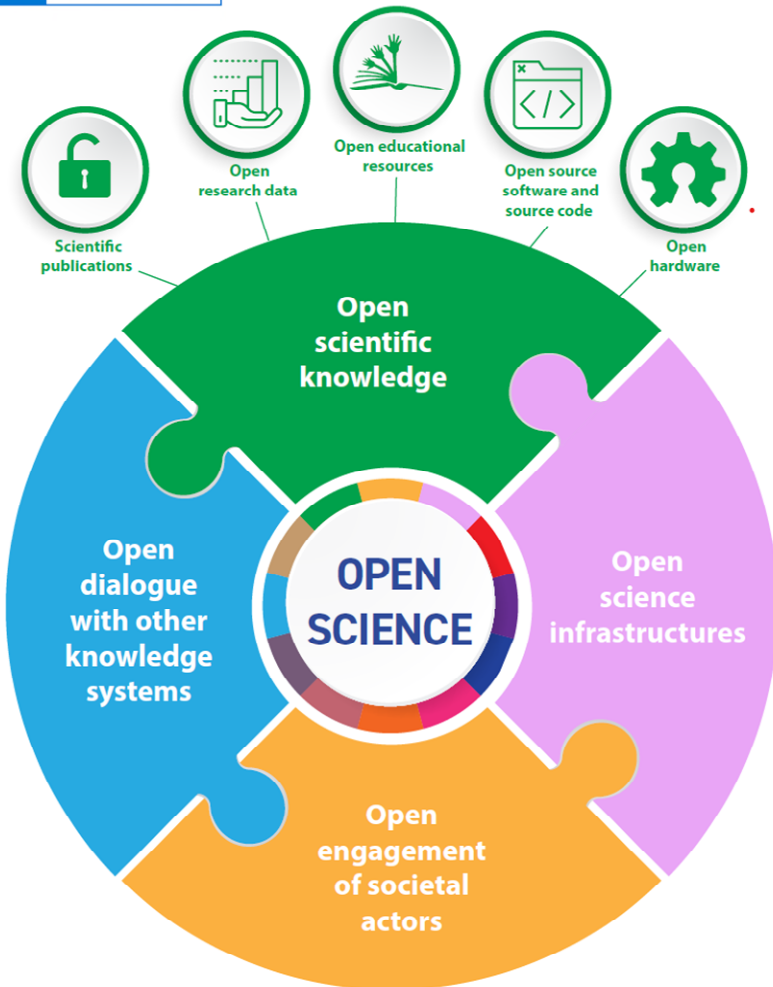 Scientific
publications
Open
research data
Open educational
resources
Open source
software and
source code
Open
hardware
Open
scientific
knowledge
Open
dialogue
with other
knowledge
systems
OPEN
SCIENCE
Open
science
infrastructures
Open
engagement
of societal
actors